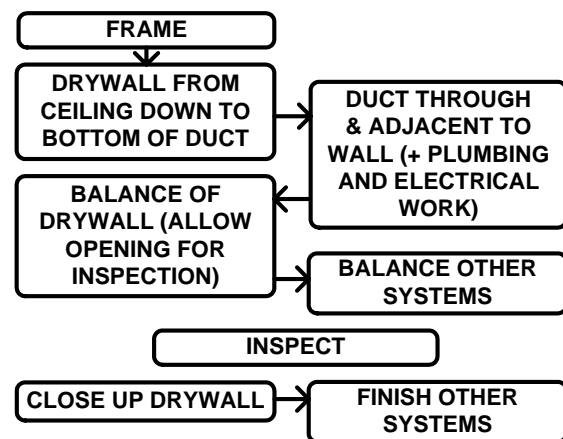 FRAME
DRYWALL FROM
CEILING DOWN TO
BOTTOM OF DUCT
DUCT THROUGH
& ADJACENT TO
WALL (+ PLUMBING
AND ELECTRICAL
WORK)
BALANCE OF
DRYWALL (ALLOW
OPENING FOR
INSPECTION)
BALANCE OTHER
SYSTEMS
INSPECT
CLOSE UP DRYWALL
FINISH OTHER
SYSTEMS